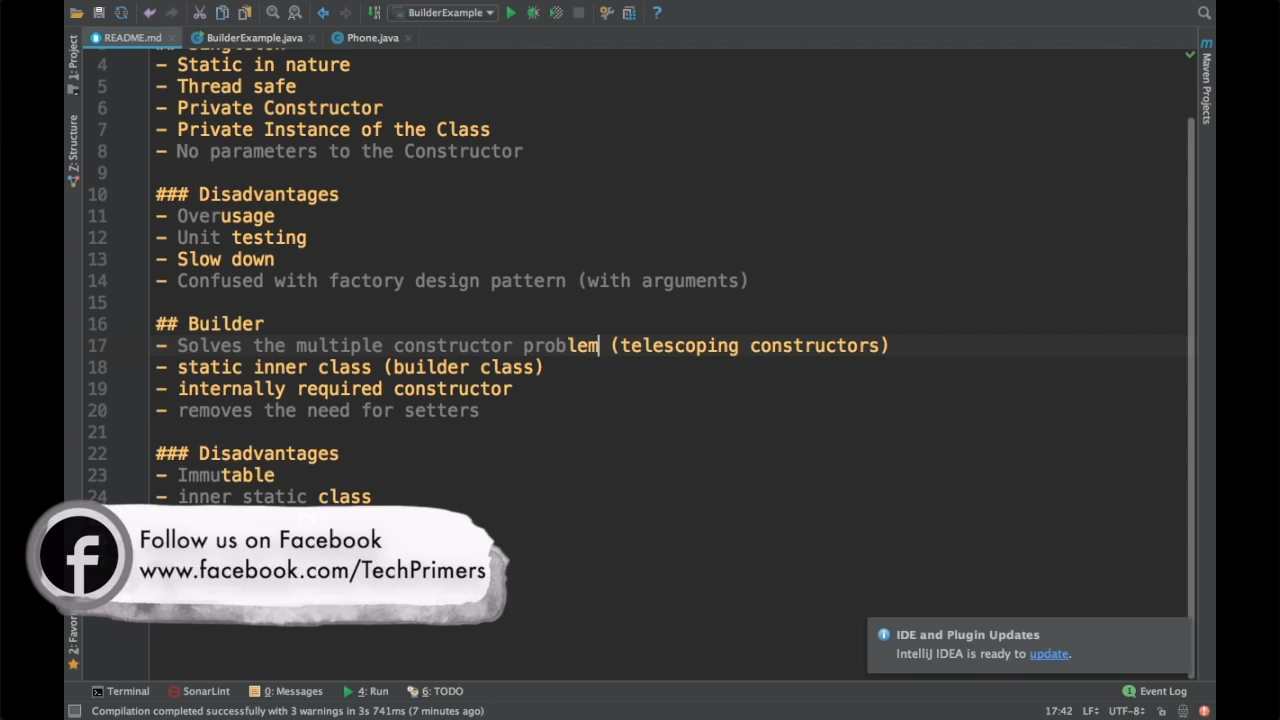 BuilderExample
README.md
BuilderExample.java
Phone.java
1: Project
7: Structure
2: Favor
Maven Projects
4 - Static in nature
5 - Thread safe
6 - Private Constructor
7 - Private Instance of the Class
8 - No parameters to the Constructor
9
10 ### Disadvantages
11 - Overusage
12 - Unit testing
13 - Slow down
14 - Confused with factory design pattern (with arguments)
15
16 ## Builder
17 - Solves the multiple constructor problem (telescoping constructors)
18 - static inner class (builder class)
19 - internally required constructor
20 - removes the need for setters
21
22 ### Disadvantages
23 - Immutable
24 - inner static class
Follow us on Facebook
www.facebook.com/TechPrimers
IDE and Plugin Updates
IntelliJ IDEA is ready to update.
Terminal SonarLint 0: Messages 4: Run 6: TODO Event Log
Compilation completed successfully with 3 warnings in 3s 741ms (7 minutes ago) 17:42 LF÷ UTF-8÷